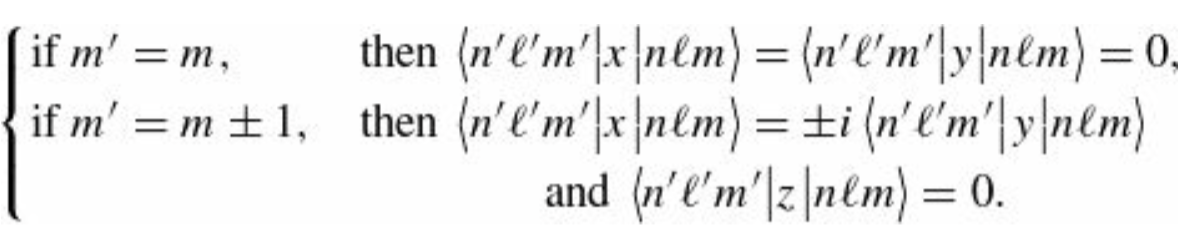 if m′ = m, then ⟨n′ℓ′m′|x|nℓm⟩ = ⟨n′ℓ′m′|y|nℓm⟩ = 0,
if m′ = m ± 1, then ⟨n′ℓ′m′|x|nℓm⟩ = ±i ⟨n′ℓ′m′|y|nℓm⟩
and ⟨n′ℓ′m′|z|nℓm⟩ = 0.